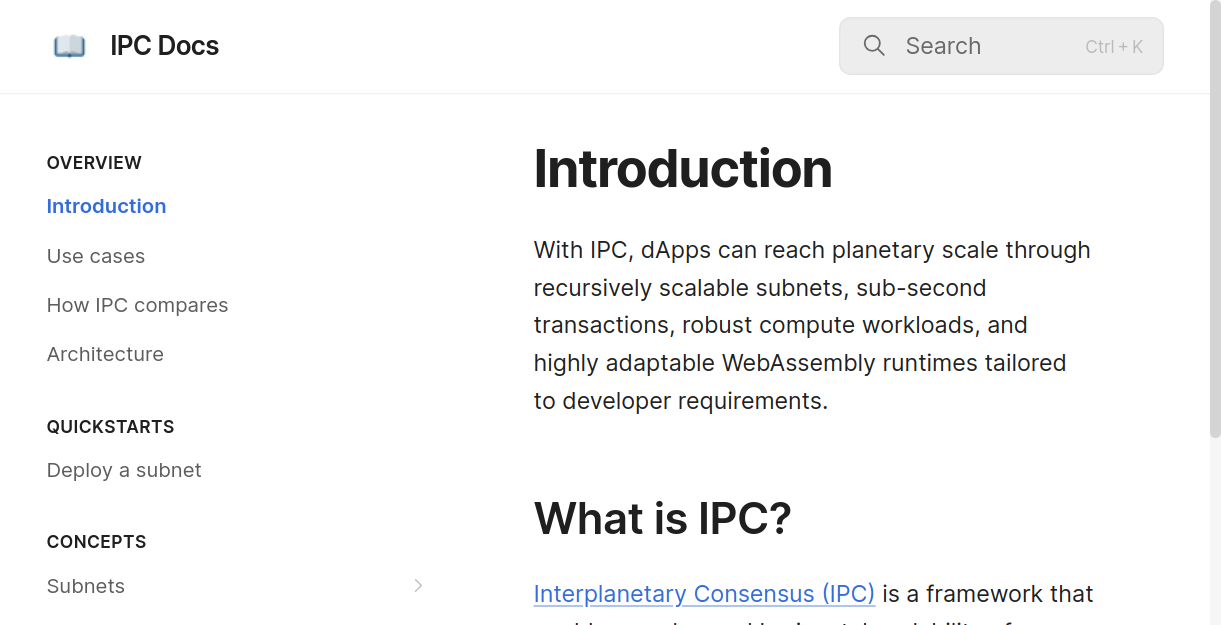 IPC Docs
Search
Ctrl + K
OVERVIEW
Introduction
Use cases
How IPC compares
Architecture
QUICKSTARTS
Deploy a subnet
CONCEPTS
Subnets
Introduction
With IPC, dApps can reach planetary scale through
recursively scalable subnets, sub-second
transactions, robust compute workloads, and
highly adaptable WebAssembly runtimes tailored
to developer requirements.
What is IPC?
Interplanetary Consensus (IPC) is a framework that